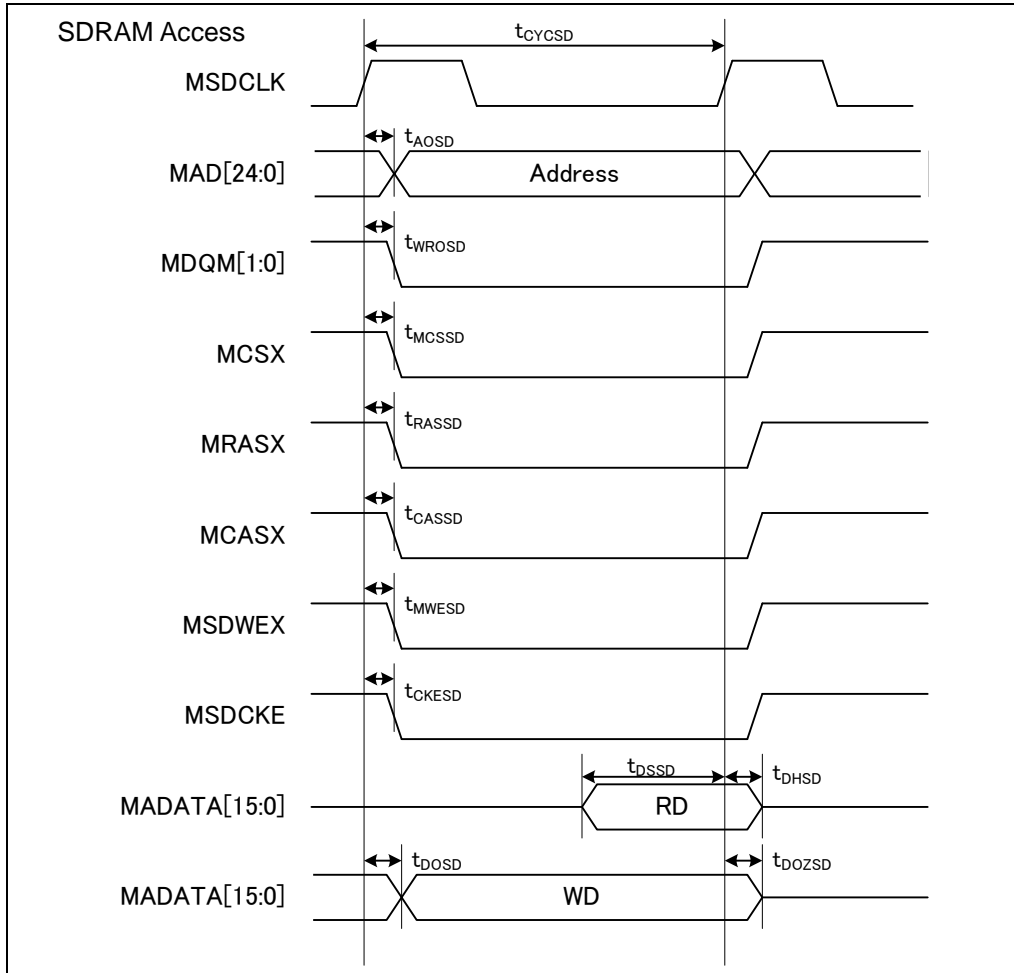 SDRAM Access
tCYCSD
MSDCLK
tAOSD
MAD[24:0]
Address
tWROSD
MDQM[1:0]
tMCSSD
MCSX
tRASSD
MRASX
tCASSD
MCASX
tMWESD
MSDWEX
tCKESD
MSDCKE
tDSSD
tDHSD
MADATA[15:0]
RD
tDOSD
tDOZSD
MADATA[15:0]
WD